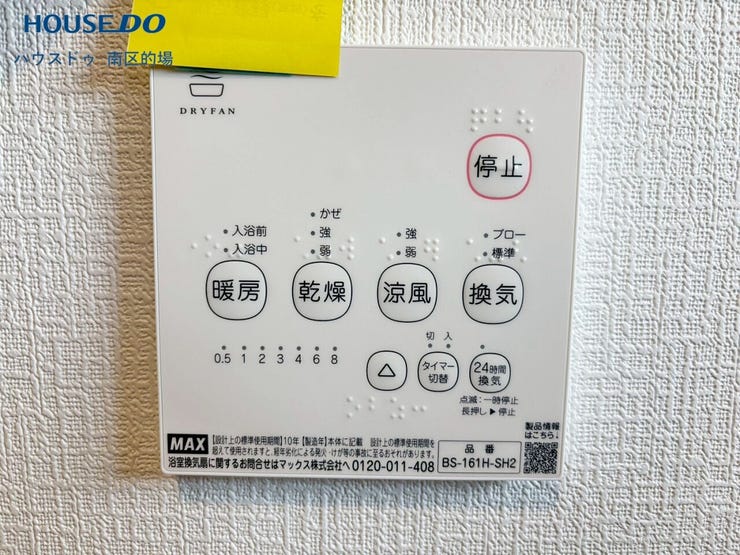 HOUSE DO
ハウスドゥ 南区的場
DRYFAN
停止
かぜ
入浴前 強 強 ブロー
入浴中 弱 弱 標準
暖房 乾燥 涼風 換気
切 入
0.5 1 2 3 4 6 8
△ タイマー切替 24時間換気
点滅:一時停止
長押し▶停止
製品情報はこちら↓
MAX 【設計上の標準使用期間】10年【製造年】本体に記載 設計上の標準使用期間を
超えて使用されますと、経年劣化による発火・けが等の事故に至るおそれがあります。
浴室換気扇に関するお問合せはマックス株式会社へ 0120-011-408
品番
BS-161H-SH2